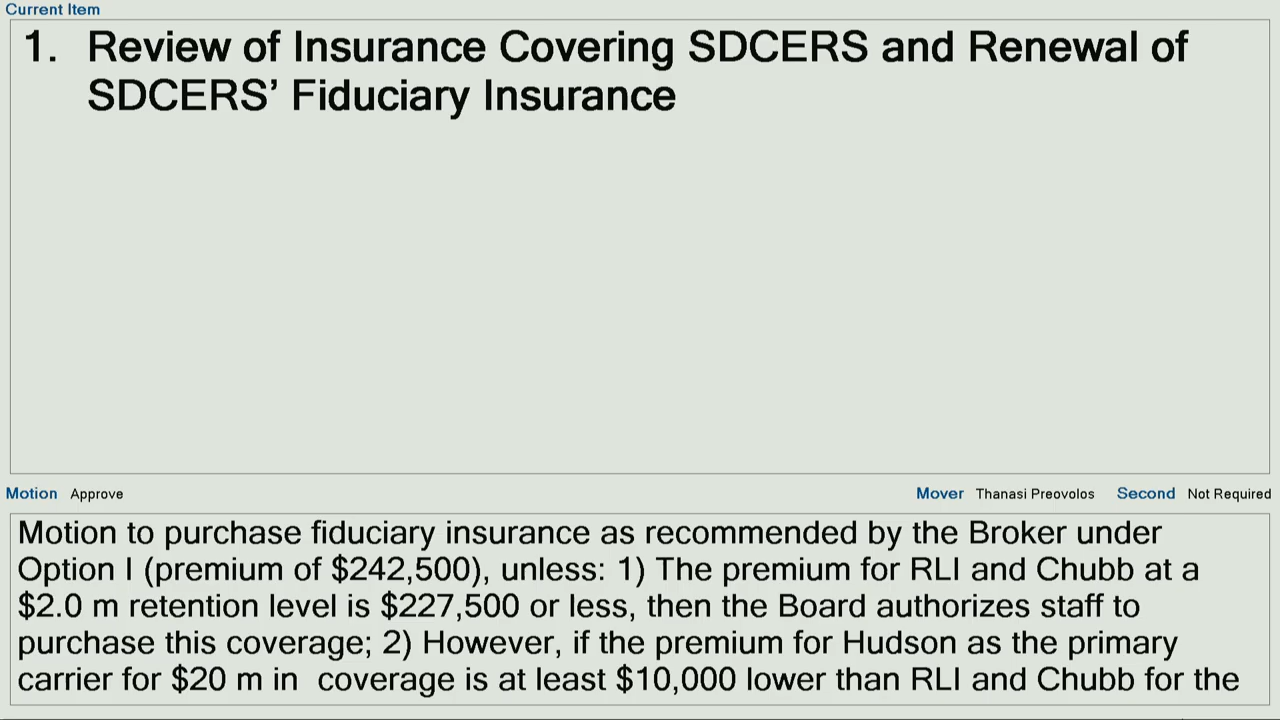 Current Item
1. Review of Insurance Covering SDCERS and Renewal of
SDCERS’ Fiduciary Insurance
Motion Approve Mover Thanasi Preovolos Second Not Required
Motion to purchase fiduciary insurance as recommended by the Broker under
Option I (premium of $242,500), unless: 1) The premium for RLI and Chubb at a
$2.0 m retention level is $227,500 or less, then the Board authorizes staff to
purchase this coverage; 2) However, if the premium for Hudson as the primary
carrier for $20 m in coverage is at least $10,000 lower than RLI and Chubb for the